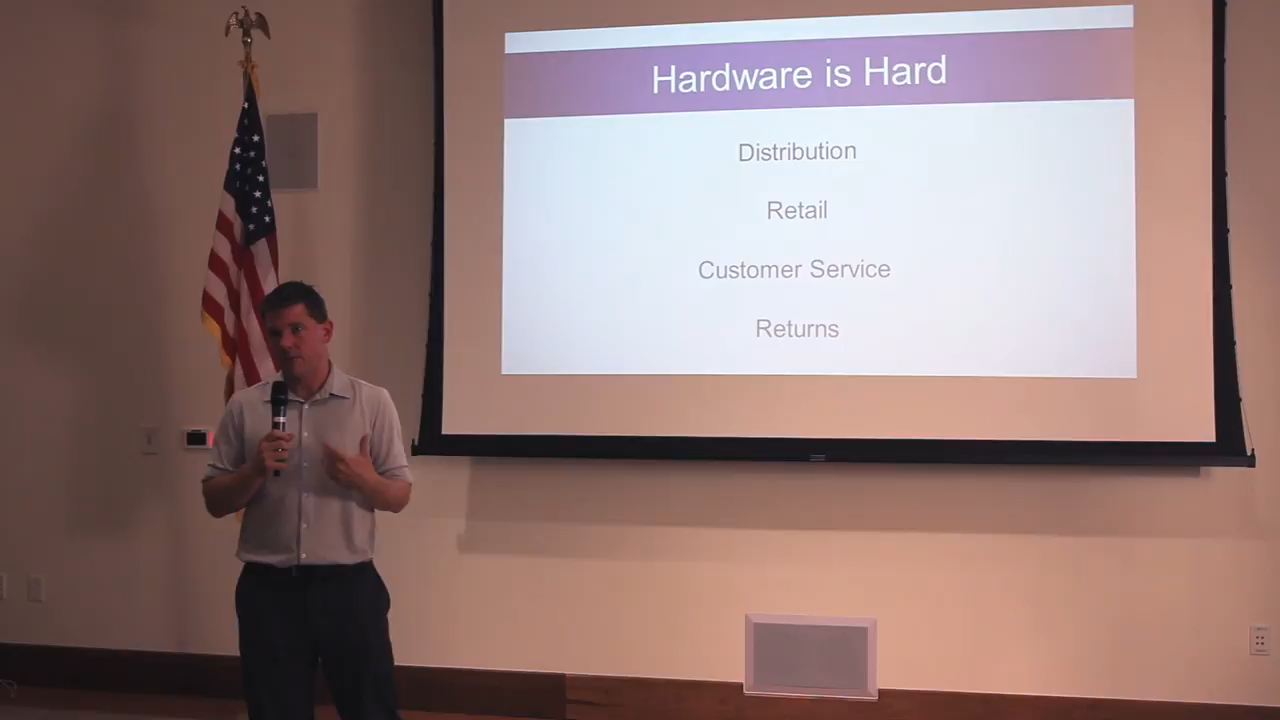 Hardware is Hard
Distribution
Retail
Customer Service
Returns